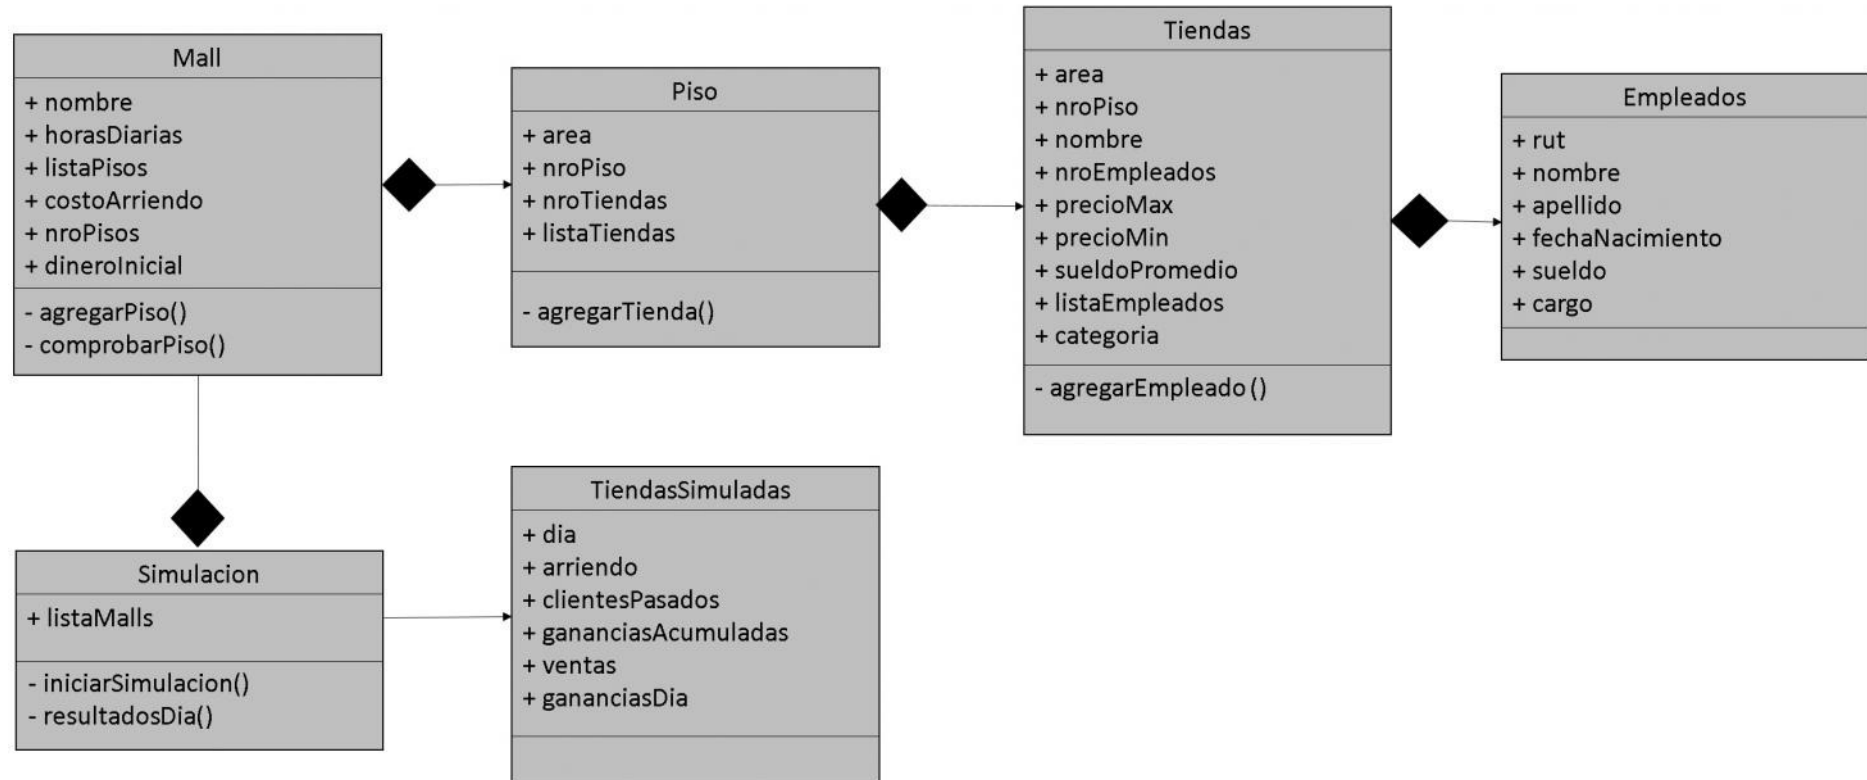 Mall
+ nombre
+ horasDiarias
+ listaPisos
+ costoArriendo
+ nroPisos
+ dineroInicial
- agregarPiso()
- comprobarPiso()
Piso
+ area
+ nroPiso
+ nroTiendas
+ listaTiendas
- agregarTienda()
Tiendas
+ area
+ nroPiso
+ nombre
+ nroEmpleados
+ precioMax
+ precioMin
+ sueldoPromedio
+ listaEmpleados
+ categoria
- agregarEmpleado()
Empleados
+ rut
+ nombre
+ apellido
+ fechaNacimiento
+ sueldo
+ cargo
Simulacion
+ listaMalls
- iniciarSimulacion()
- resultadosDia()
TiendasSimuladas
+ dia
+ arriendo
+ clientesPasados
+ gananciasAcumuladas
+ ventas
+ gananciasDia